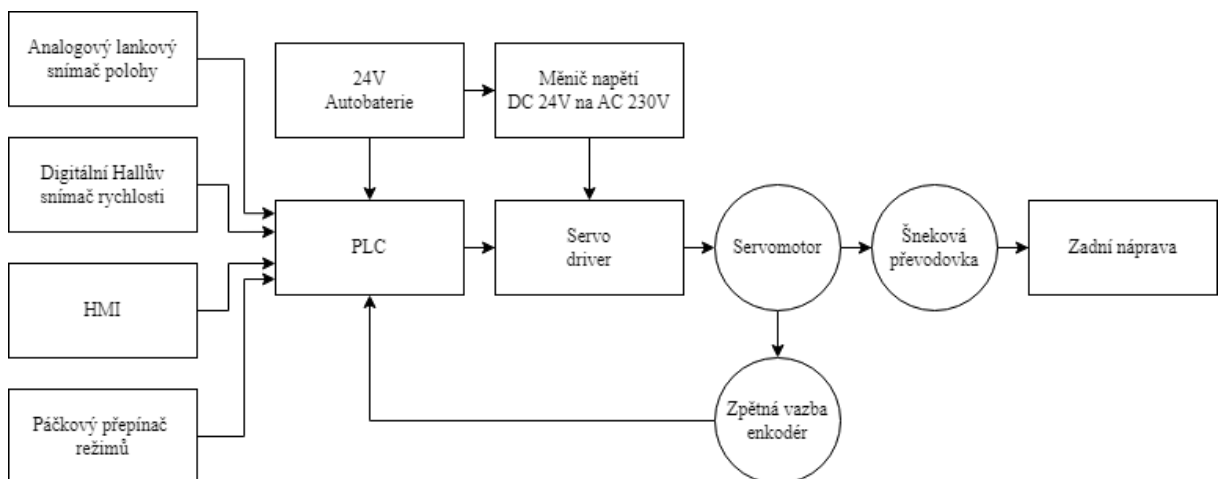 Analogový lankový
snímač polohy
24V
Autobaterie
Měnič napětí
DC 24V na AC 230V
Digitální Hallův
snímač rychlosti
PLC
Servo
driver
Servomotor
Šneková
převodovka
Zadní náprava
HMI
Páčkový přepínač
režimů
Zpětná vazba
enkodér